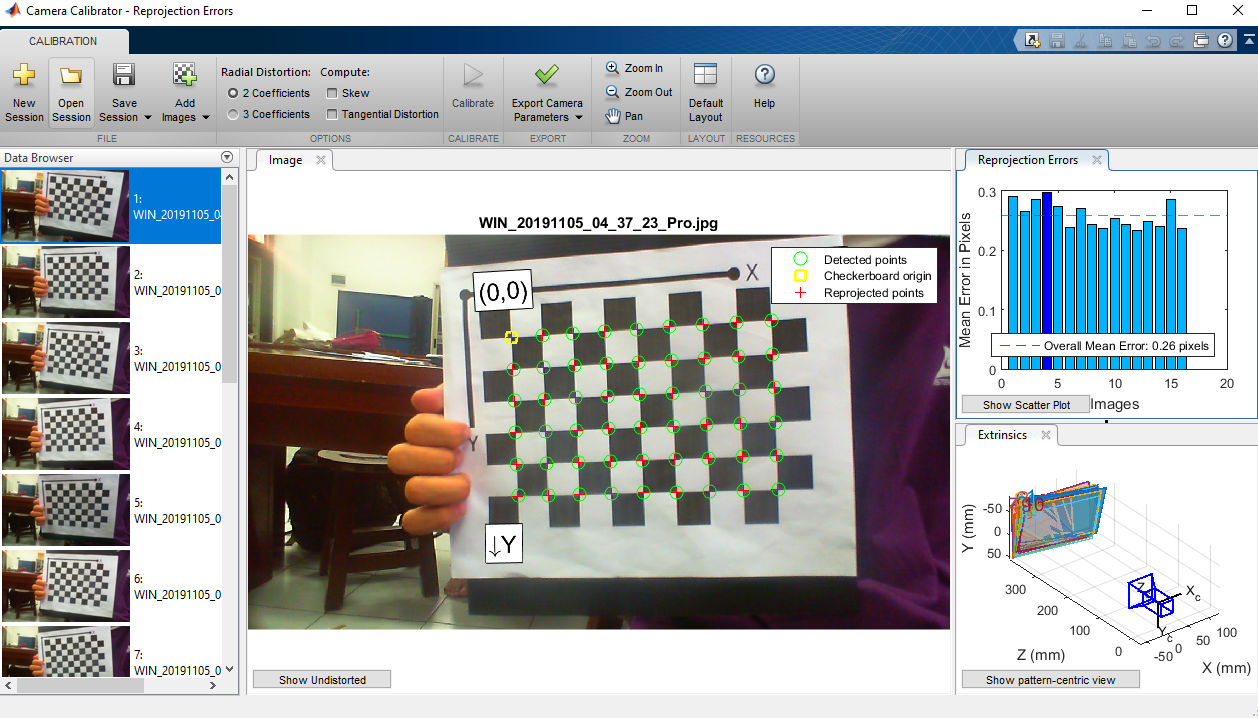 Camera Calibrator - Reprojection Errors
CALIBRATION
New Session
Open Session
Save Session
Add Images
FILE
Radial Distortion:
2 Coefficients
3 Coefficients
Compute:
Skew
Tangential Distortion
OPTIONS
Calibrate
CALIBRATE
Export Camera Parameters
EXPORT
Zoom In
Zoom Out
Pan
ZOOM
Default Layout
LAYOUT
Help
RESOURCES
Data Browser
1:
WIN_20191105_0
2:
WIN_20191105_0
3:
WIN_20191105_0
4:
WIN_20191105_0
5:
WIN_20191105_0
6:
WIN_20191105_0
7:
WIN_20191105_0
Image
WIN_20191105_04_37_23_Pro.jpg
Detected points
Checkerboard origin
Reprojected points
(0,0)
X
Y
↓Y
Show Undistorted
Reprojection Errors
Mean Error in Pixels
0.3
0.2
0.1
0
Overall Mean Error: 0.26 pixels
0 5 10 15 20
Images
Show Scatter Plot
Extrinsics
Y (mm)
-50
0
50
300
200
100
0
Z (mm)
-50 0 50 100
X (mm)
Z
Xc
Yc
Show pattern-centric view